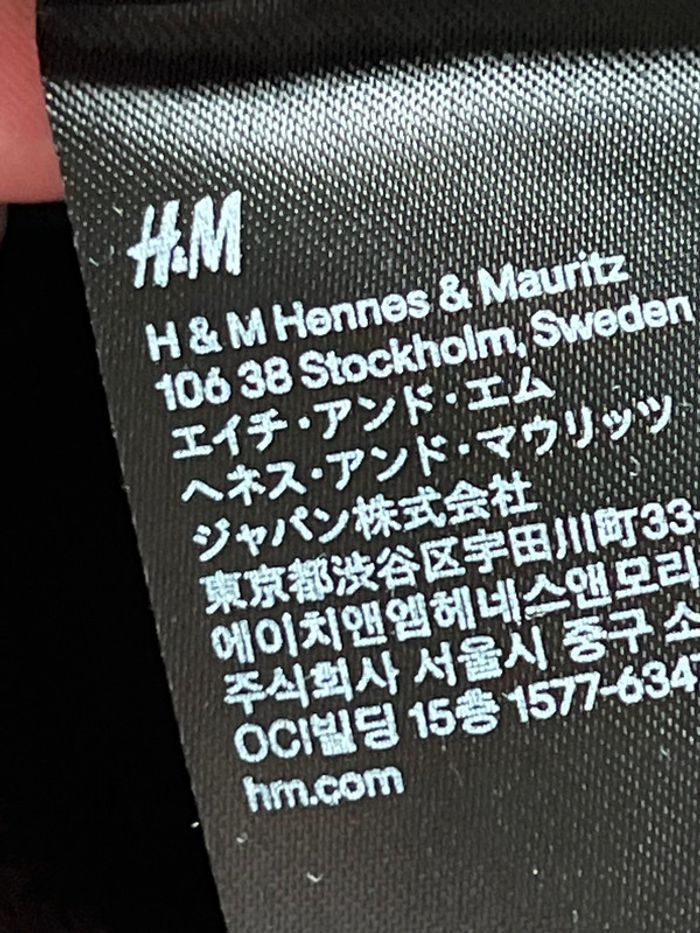 H&M
H & M Hennes & Mauritz
106 38 Stockholm, Sweden
エイチ・アンド・エム
ヘネス・アンド・マウリッツ
ジャパン株式会社
東京都渋谷区宇田川町33
에이치앤엠헤네스앤모리
주식회사 서울시 중구 소
OCI빌딩 15층 1577-634
hm.com